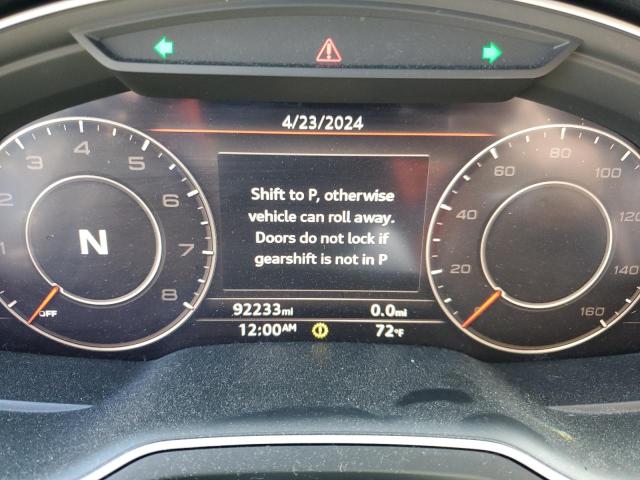 4/23/2024
Shift to P, otherwise
vehicle can roll away.
Doors do not lock if
gearshift is not in P
1 2 3 4 5 6 7 8
N
OFF
20 40 60 80 100 120 140 160
92233mi 0.0mi
12:00AM 72°F